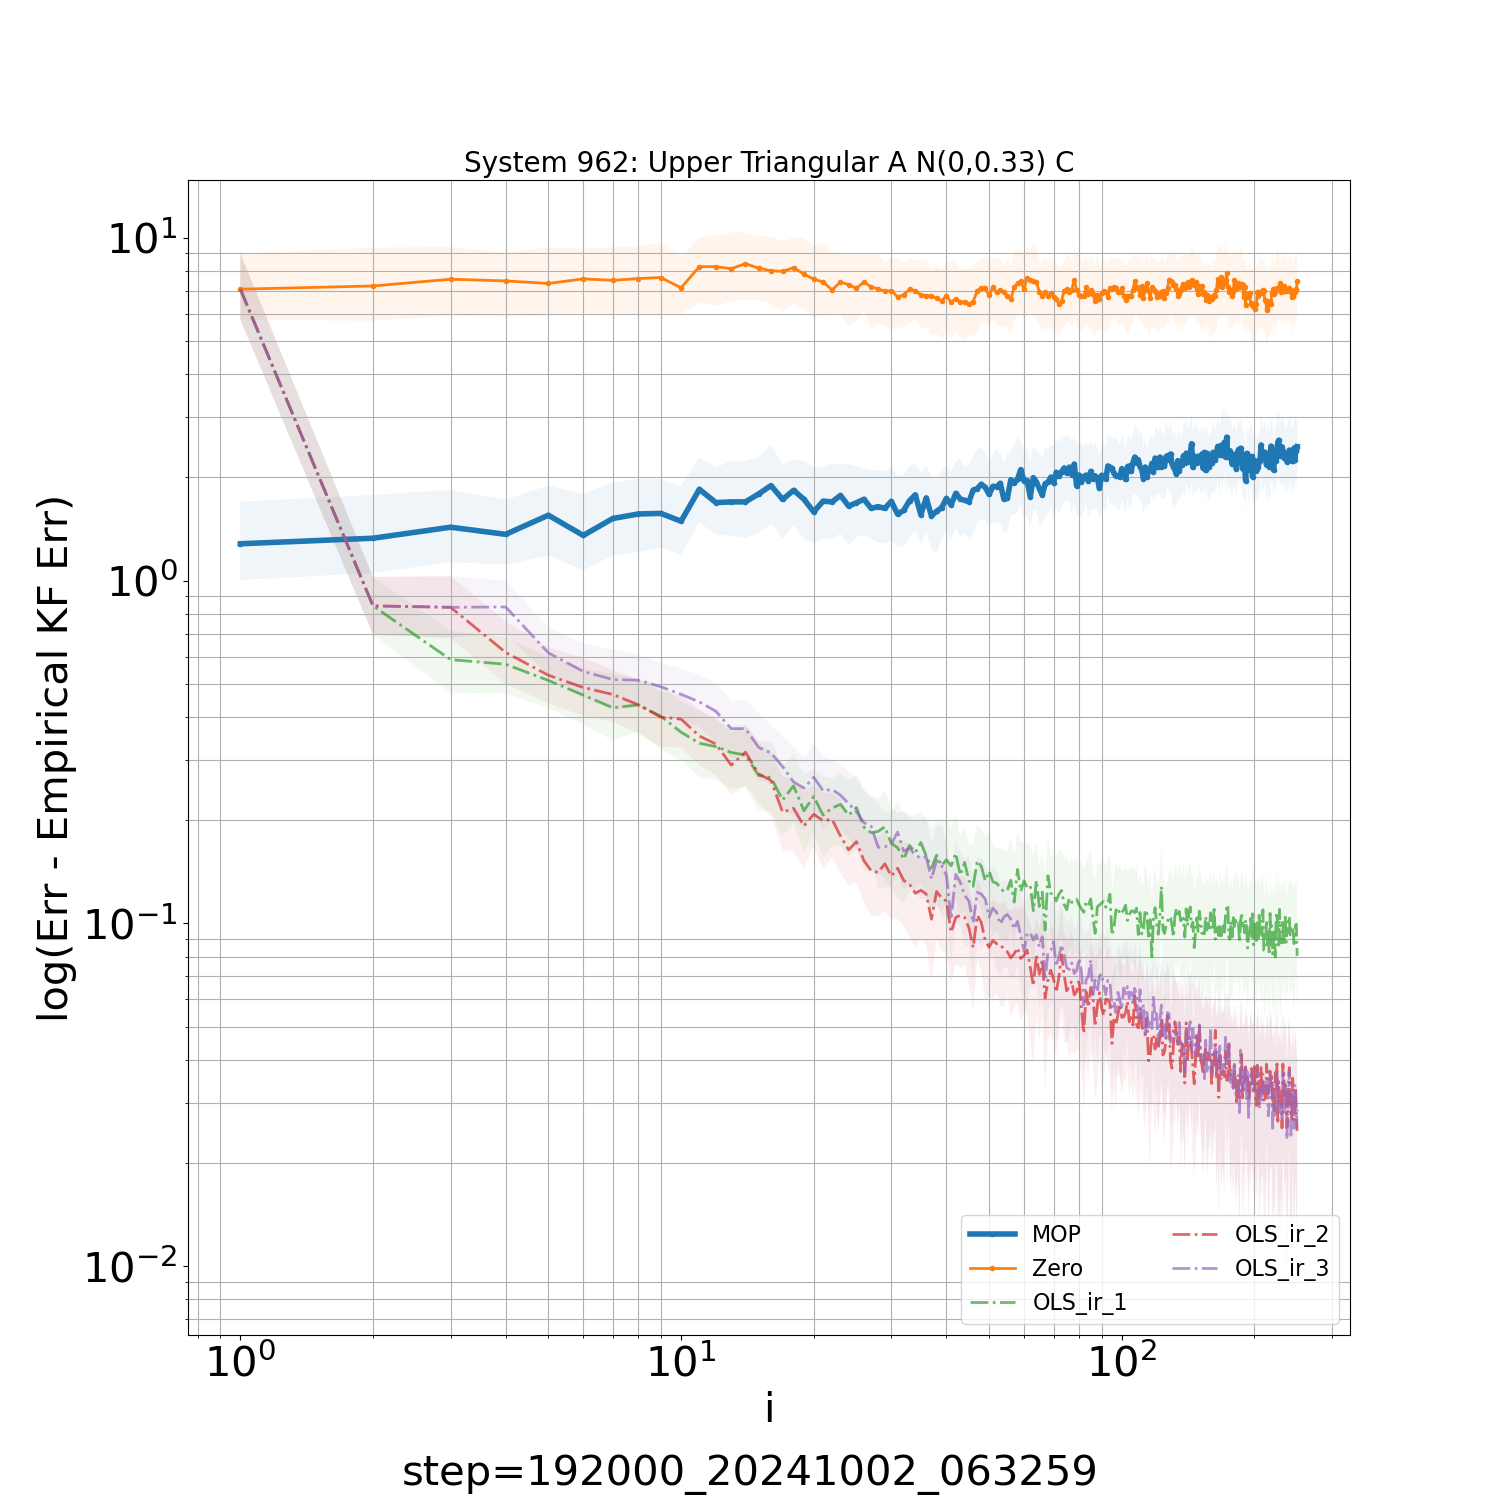 System 962: Upper Triangular A N(0,0.33) C
log(Err - Empirical KF Err)
10¹
10⁰
10⁻¹
10⁻²
10⁰ 10¹ 10²
MOP
Zero
OLS_ir_1
OLS_ir_2
OLS_ir_3
i
step=192000_20241002_063259